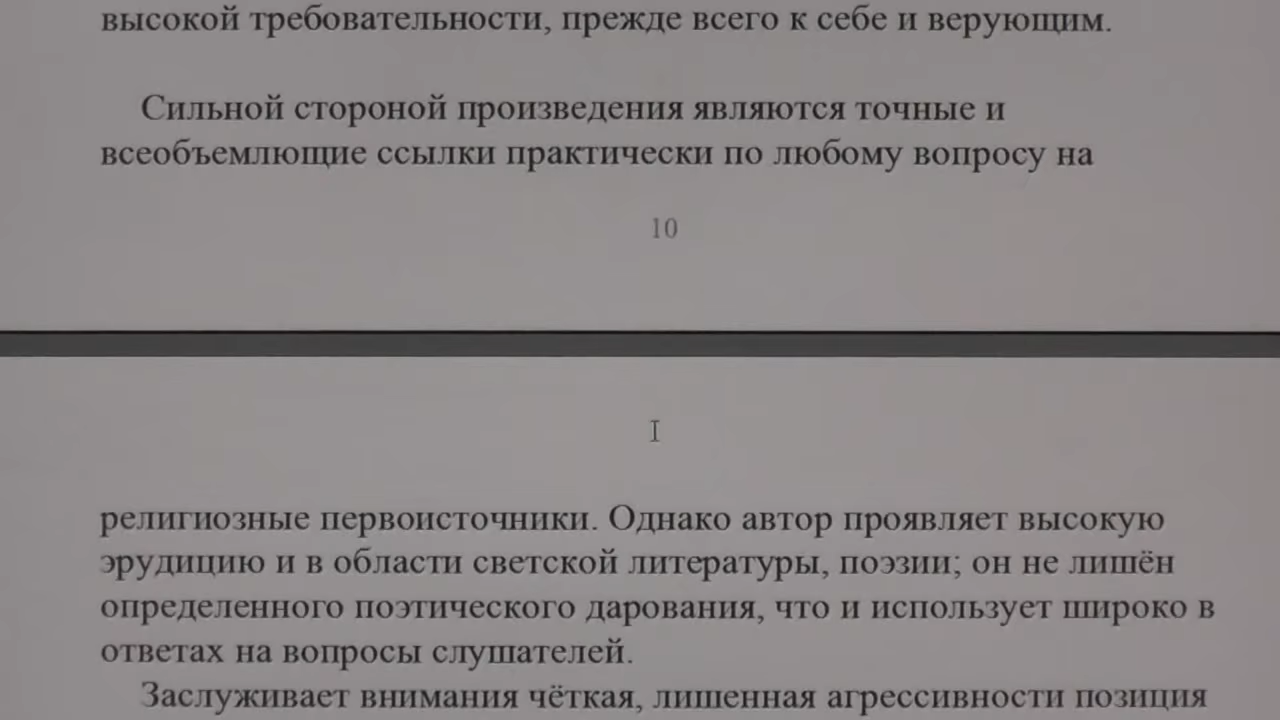 высокой требовательности, прежде всего к себе и верующим.
Сильной стороной произведения являются точные и
всеобъемлющие ссылки практически по любому вопросу на
10
религиозные первоисточники. Однако автор проявляет высокую
эрудицию и в области светской литературы, поэзии; он не лишён
определенного поэтического дарования, что и использует широко в
ответах на вопросы слушателей.
Заслуживает внимания чёткая, лишенная агрессивности позиция